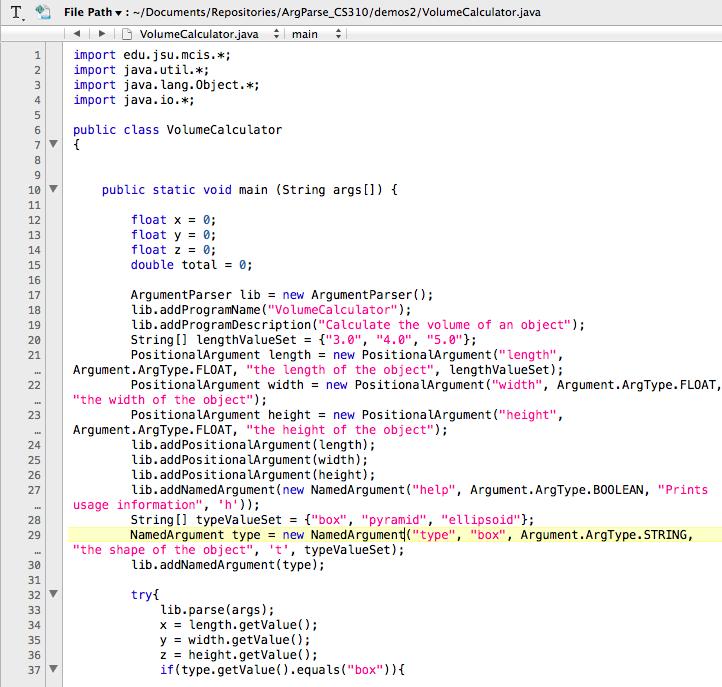 T. File Path ▾ : ~/Documents/Repositories/ArgParse_CS310/demos2/VolumeCalculator.java
◀ ▶ VolumeCalculator.java main
1 import edu.jsu.mcis.*;
2 import java.util.*;
3 import java.lang.Object.*;
4 import java.io.*;
5
6 public class VolumeCalculator
7 {
8
9
10 public static void main (String args[]) {
11
12 float x = 0;
13 float y = 0;
14 float z = 0;
15 double total = 0;
16
17 ArgumentParser lib = new ArgumentParser();
18 lib.addProgramName("VolumeCalculator");
19 lib.addProgramDescription("Calculate the volume of an object");
20 String[] lengthValueSet = {"3.0", "4.0", "5.0"};
21 PositionalArgument length = new PositionalArgument("length",
… Argument.ArgType.FLOAT, "the length of the object", lengthValueSet);
22 PositionalArgument width = new PositionalArgument("width", Argument.ArgType.FLOAT,
… "the width of the object");
23 PositionalArgument height = new PositionalArgument("height",
… Argument.ArgType.FLOAT, "the height of the object");
24 lib.addPositionalArgument(length);
25 lib.addPositionalArgument(width);
26 lib.addPositionalArgument(height);
27 lib.addNamedArgument(new NamedArgument("help", Argument.ArgType.BOOLEAN, "Prints
… usage information", 'h'));
28 String[] typeValueSet = {"box", "pyramid", "ellipsoid"};
29 NamedArgument type = new NamedArgument("type", "box", Argument.ArgType.STRING,
… "the shape of the object", 't', typeValueSet);
30 lib.addNamedArgument(type);
31
32 try{
33 lib.parse(args);
34 x = length.getValue();
35 y = width.getValue();
36 z = height.getValue();
37 if(type.getValue().equals("box")){